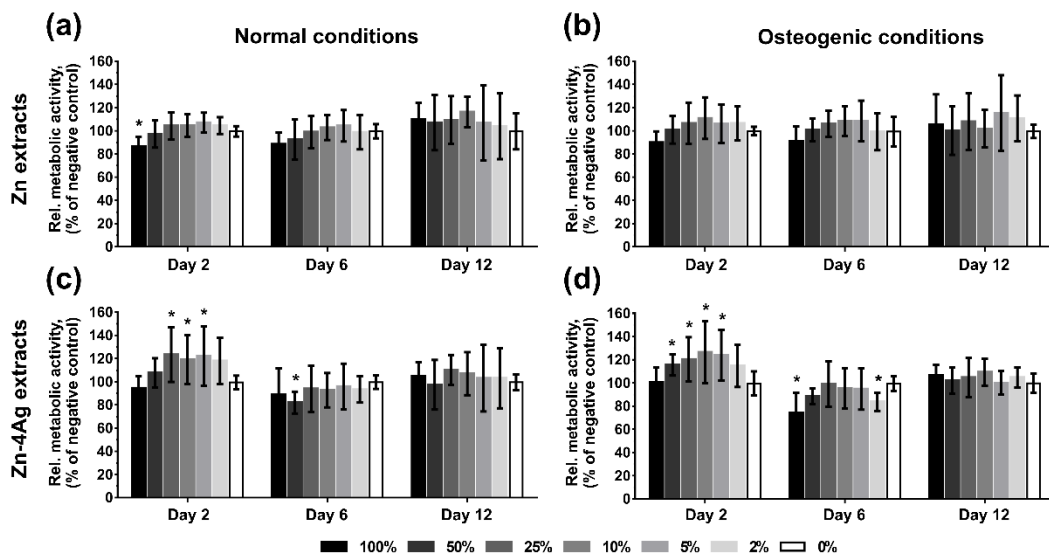 (a)
Normal conditions
(b)
Osteogenic conditions
Zn extracts
Rel. metabolic activity,
(% of negative control)
160
140
120
100
80
60
40
20
0
*
Day 2
Day 6
Day 12
Rel. metabolic activity,
(% of negative control)
160
140
120
100
80
60
40
20
0
Day 2
Day 6
Day 12
(c)
(d)
Zn-4Ag extracts
Rel. metabolic activity,
(% of negative control)
160
140
120
100
80
60
40
20
0
* * *
*
Day 2
Day 6
Day 12
Rel. metabolic activity,
(% of negative control)
160
140
120
100
80
60
40
20
0
* * * *
* *
Day 2
Day 6
Day 12
100% 50% 25% 10% 5% 2% 0%